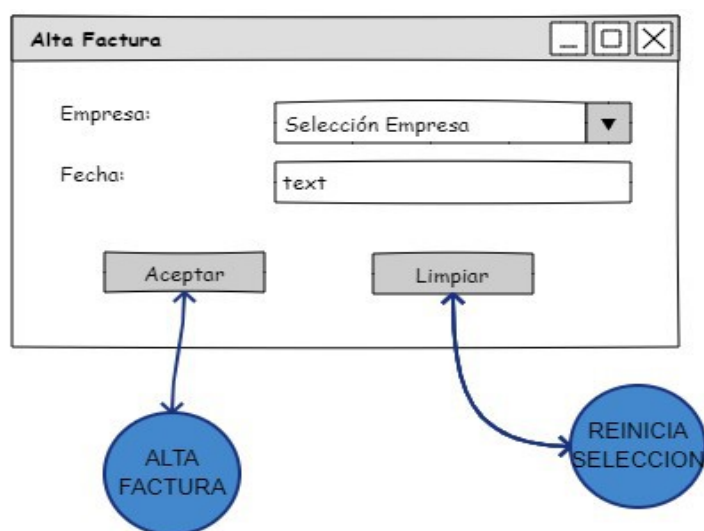 Alta Factura
Empresa:
Selección Empresa
Fecha:
text
Aceptar
Limpiar
ALTA
FACTURA
REINICIA
SELECCION